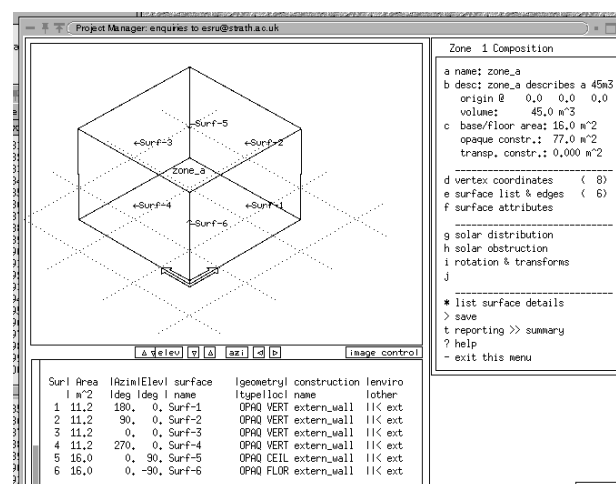 Project Manager: enquiries to esru@strath.ac.uk
←Surf-5
←Surf-3
←Surf-2
zone_a
←Surf-4
←Surf-1
←Surf-6
elev
azi
image control
Sur| Area |Azim|Elev| surface |geometry| construction |enviro
| m^2 |deg |deg | name |type|loc| name |other
1 11.2 180. 0. Surf-1 OPAQ VERT extern_wall ||< ext
2 11.2 90. 0. Surf-2 OPAQ VERT extern_wall ||< ext
3 11.2 0. 0. Surf-3 OPAQ VERT extern_wall ||< ext
4 11.2 270. 0. Surf-4 OPAQ VERT extern_wall ||< ext
5 16.0 0. 90. Surf-5 OPAQ CEIL extern_wall ||< ext
6 16.0 0. -90. Surf-6 OPAQ FLOR extern_wall ||< ext
Zone 1 Composition
a name: zone_a
b desc: zone_a describes a 45m3
origin @ 0.0 0.0 0.0
volume: 45.0 m^3
c base/floor area: 16.0 m^2
opaque constr.: 77.0 m^2
transp. constr.: 0.000 m^2
d vertex coordinates ( 8)
e surface list & edges ( 6)
f surface attributes
g solar distribution
h solar obstruction
i rotation & transforms
j
* list surface details
> save
t reporting >> summary
? help
- exit this menu